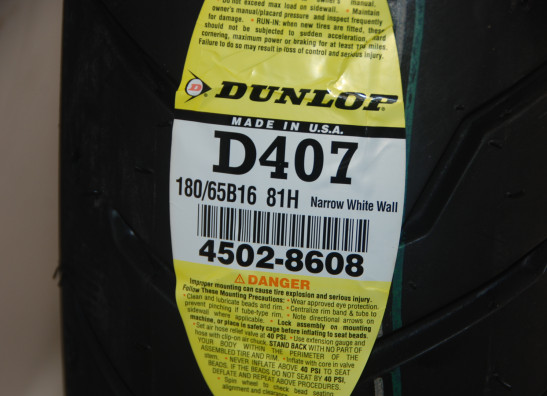 Do not exceed max load on sidewall. • Maintain
owner's manual/placard pressure and inspect frequently
for damage. • RUN-IN: when new tires are fitted, they
should not be subjected to sudden acceleration, hard
cornering, maximum power or braking for at least 100 miles.
Failure to do so may result in loss of control and serious injury.
DUNLOP
MADE IN U.S.A.
D407
180/65B16 81H Narrow White Wall
4502-8608
⚠ DANGER
Improper mounting can cause tire explosion and serious injury.
Follow These Mounting Precautions: • Wear approved eye protection.
• Clean and lubricate beads and rim. • Centralize rim band & tube to
prevent pinching if tube-type rim. • Note directional arrows on
sidewall where applicable. • Lock assembly on mounting
machine, or place in safety cage before inflating to seat beads.
• Set air hose relief valve at 40 PSI. • Use extension gauge and
hose with clip-on air chuck. STAND BACK WITH NO PART OF
YOUR BODY WITHIN THE PERIMETER OF THE
ASSEMBLED TIRE AND RIM. • Inflate with core in valve
stem. • NEVER INFLATE ABOVE 40 PSI TO SEAT
BEADS. IF THE BEADS DO NOT SEAT BY 40 PSI,
DEFLATE AND REPEAT ABOVE PROCEDURES.
• Spin wheel to check bead seating
alignment and clearance